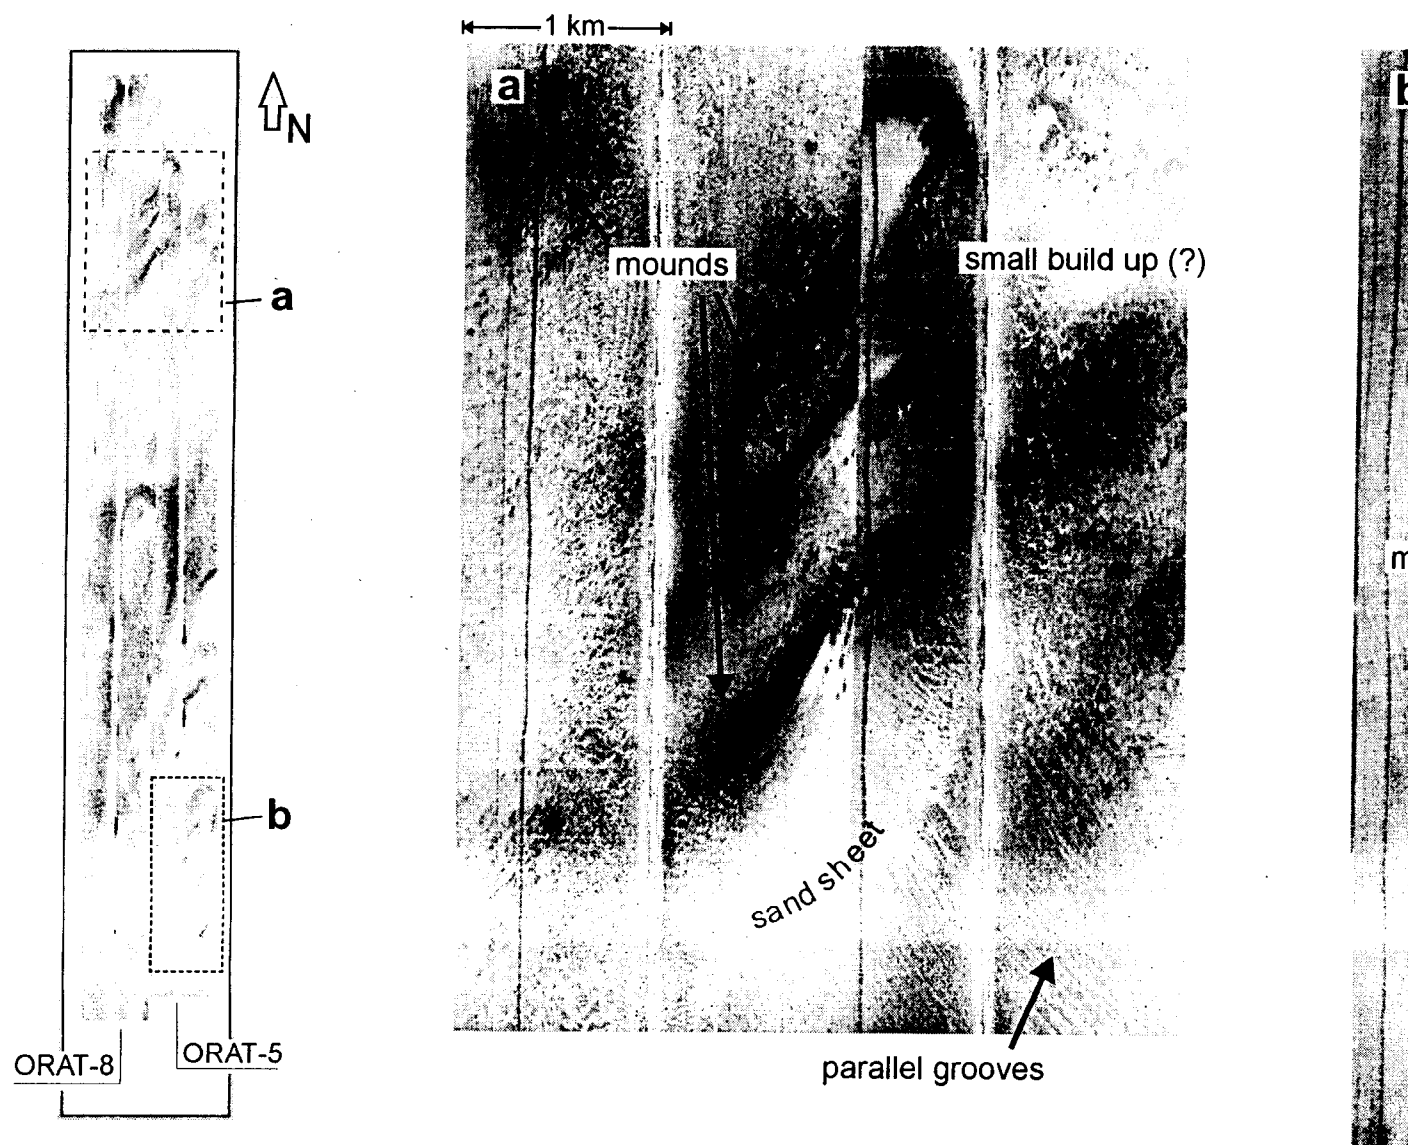 1 km
a
N
mounds
small build up (?)
a
b
sand sheet
ORAT-8
ORAT-5
parallel grooves